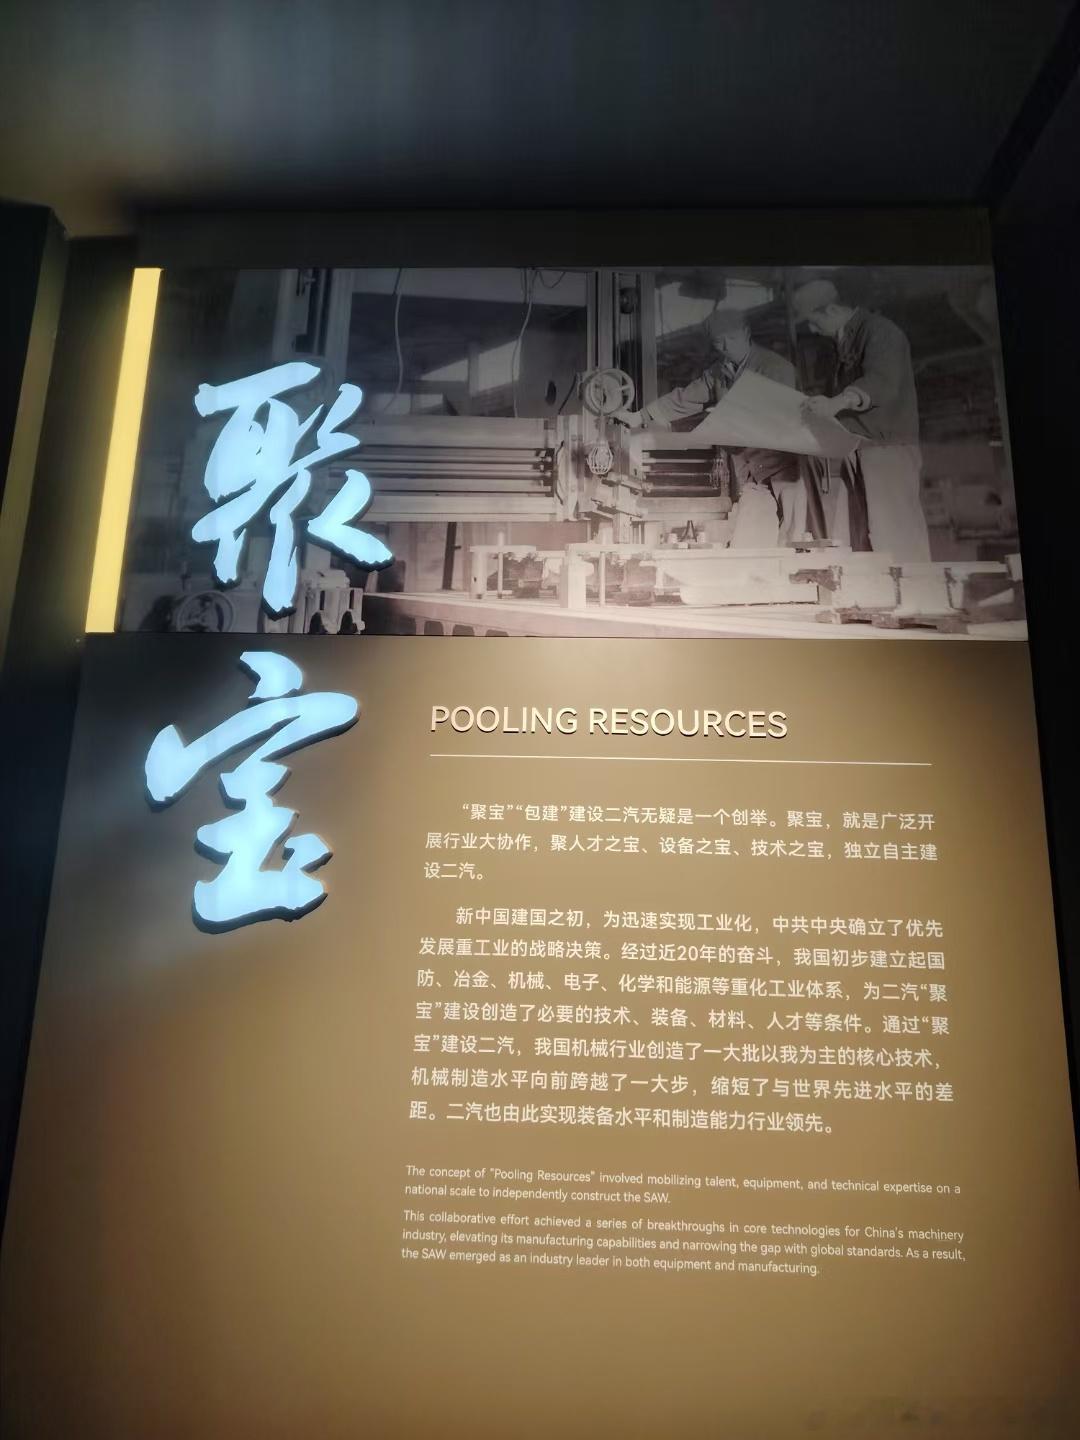 聚
宝
POOLING RESOURCES
“聚宝”“包建”建设二汽无疑是一个创举。聚宝，就是广泛开
展行业大协作，聚人才之宝、设备之宝、技术之宝，独立自主建
设二汽。
新中国建国之初，为迅速实现工业化，中共中央确立了优先
发展重工业的战略决策。经过近20年的奋斗，我国初步建立起国
防、冶金、机械、电子、化学和能源等重化工业体系，为二汽“聚
宝”建设创造了必要的技术、装备、材料、人才等条件。通过“聚
宝”建设二汽，我国机械行业创造了一大批以我为主的核心技术，
机械制造水平向前跨越了一大步，缩短了与世界先进水平的差
距。二汽也由此实现装备水平和制造能力行业领先。
The concept of "Pooling Resources" involved mobilizing talent, equipment, and technical expertise on a
national scale to independently construct the SAW.
This collaborative effort achieved a series of breakthroughs in core technologies for China's machinery
industry, elevating its manufacturing capabilities and narrowing the gap with global standards. As a result,
the SAW emerged as an industry leader in both equipment and manufacturing.